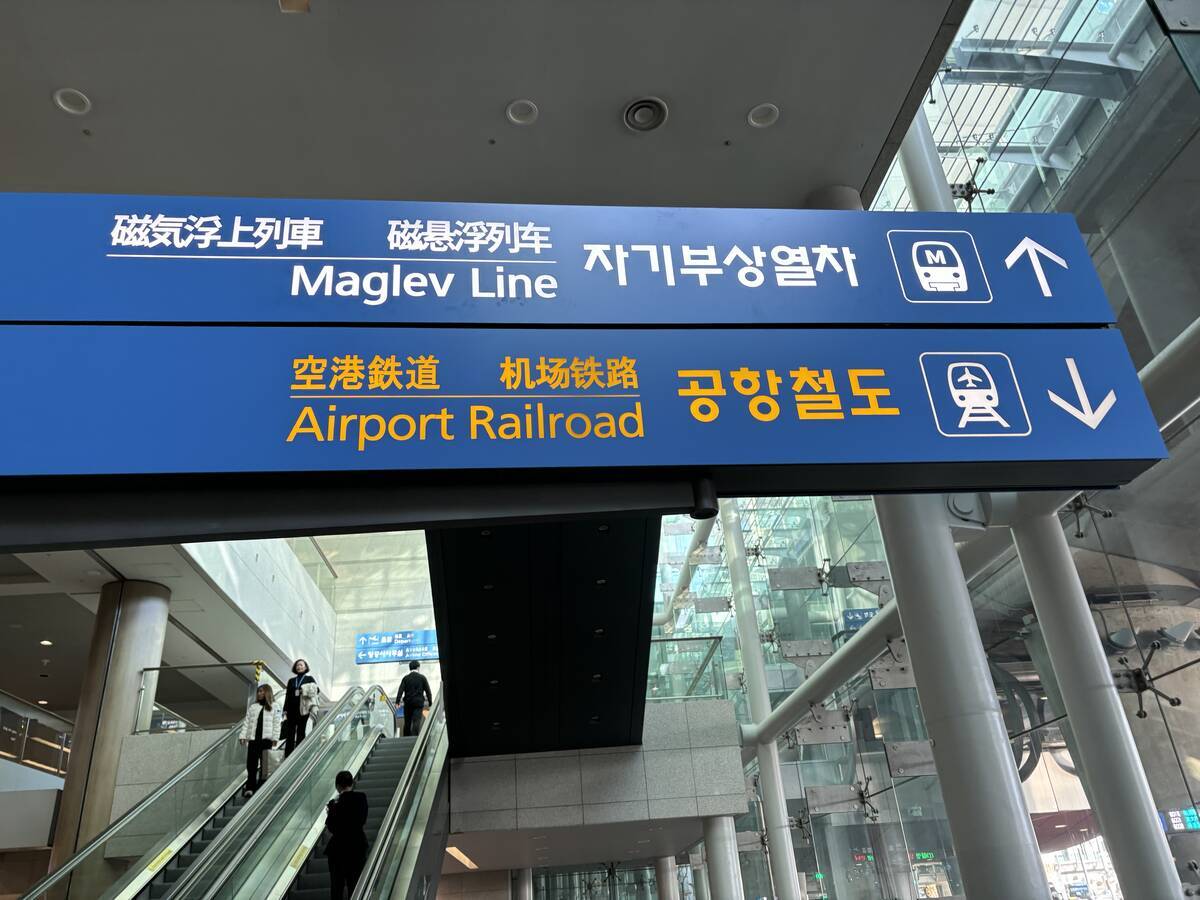 磁気浮上列車 磁悬浮列车
Maglev Line
자기부상열차
M
空港鉄道 机场铁路
Airport Railroad
공항철도